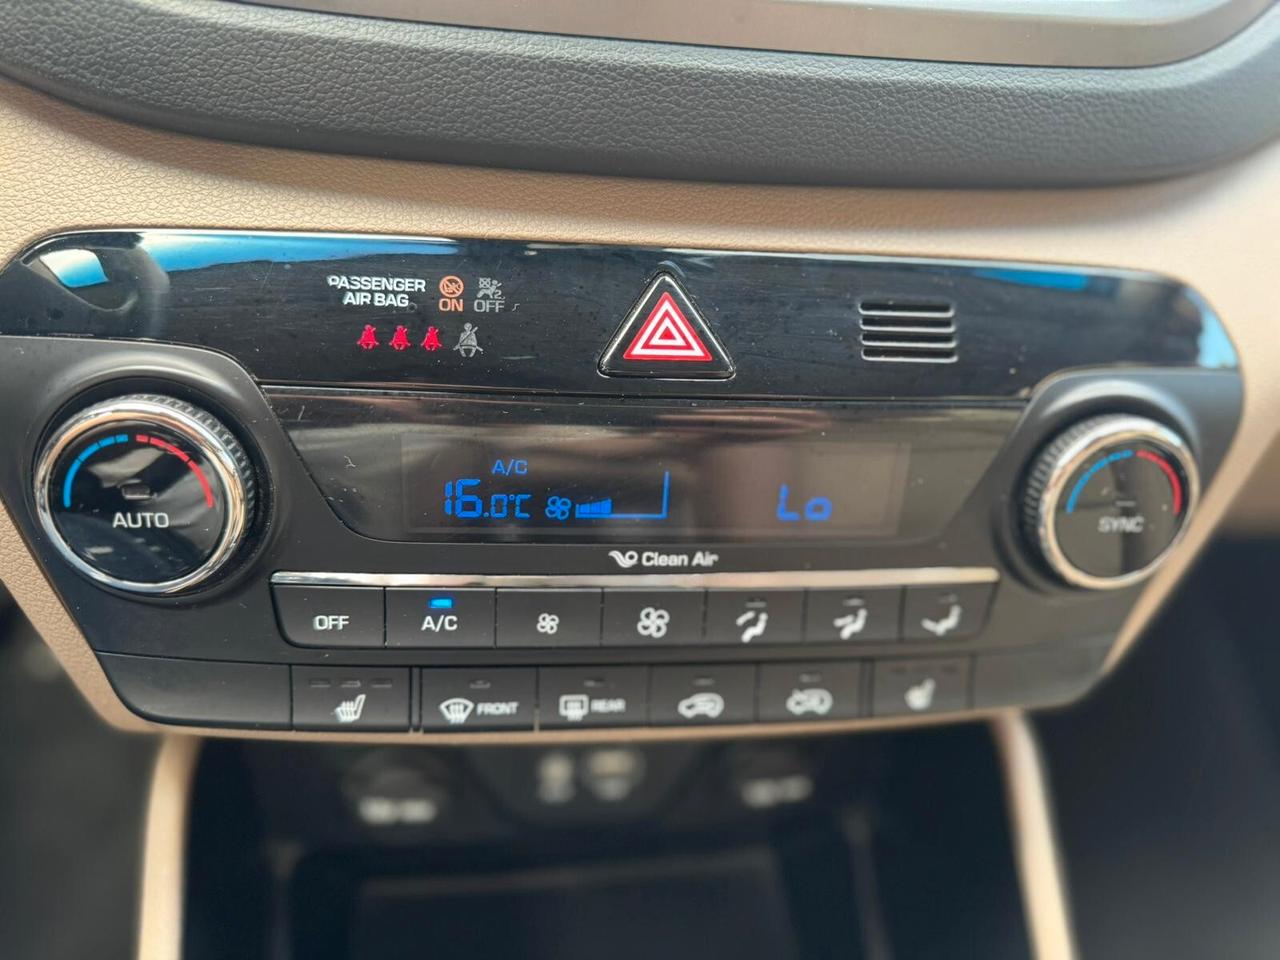 PASSENGER
AIR BAG
ON
OFF
A/C
16.0°C
Lo
AUTO
SYNC
Clean Air
OFF
A/C
FRONT
REAR